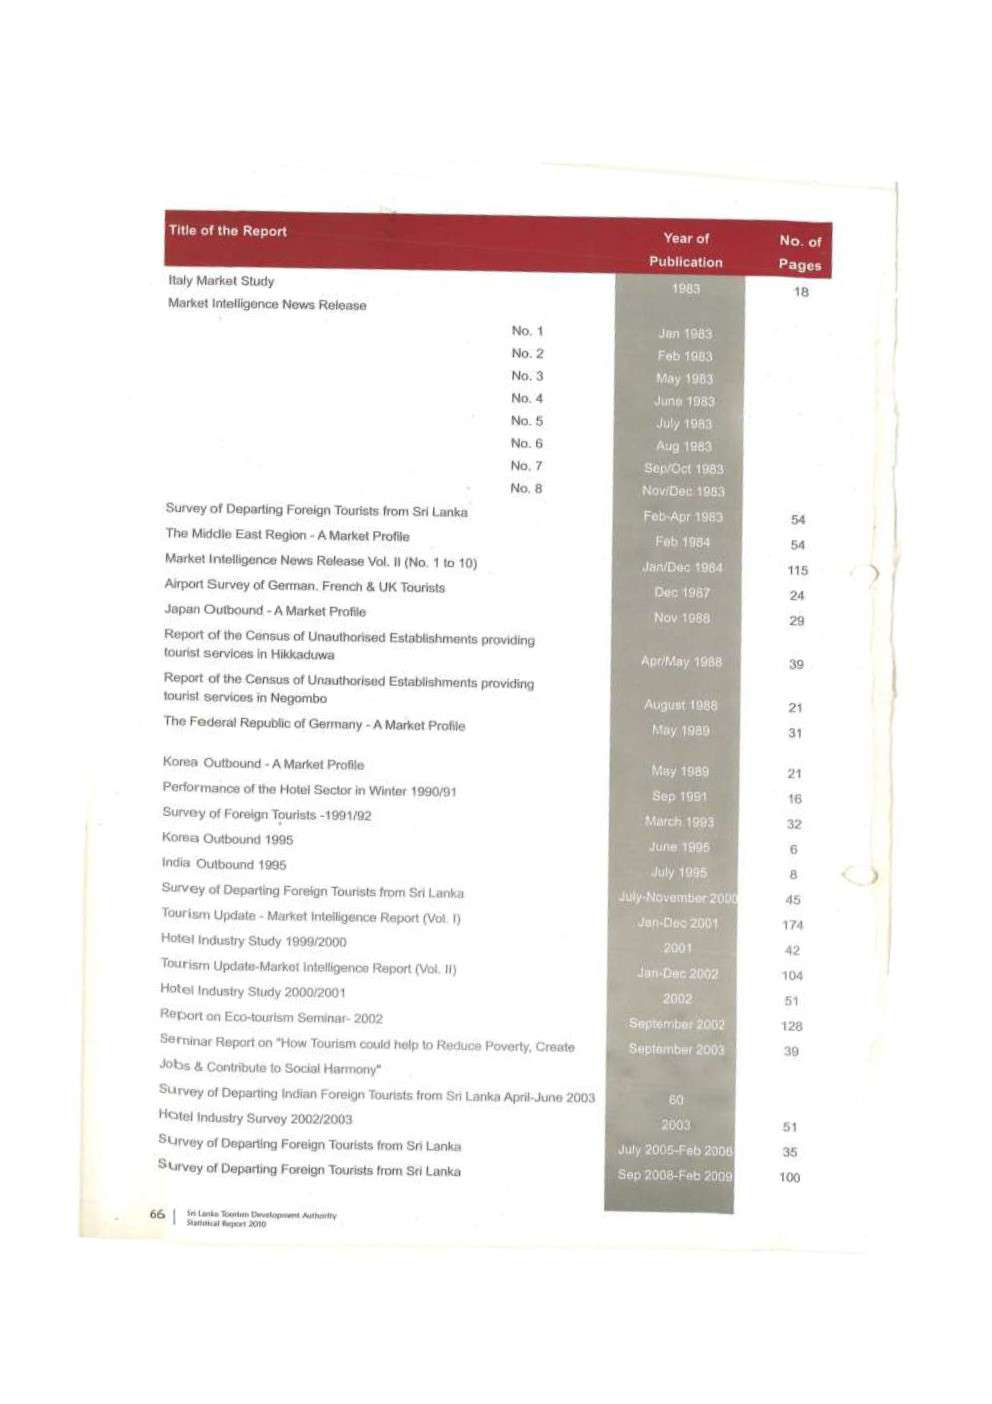 Title of the Report Year of Publication No. of Pages
Italy Market Study 1983 18
Market Intelligence News Release
No. 1 Jan 1983
No. 2 Feb 1983
No. 3 May 1983
No. 4 June 1983
No. 5 July 1983
No. 6 Aug 1983
No. 7 Sep/Oct 1983
No. 8 Nov/Dec 1983
Survey of Departing Foreign Tourists from Sri Lanka Feb-Apr 1983 54
The Middle East Region - A Market Profile Feb 1984 54
Market Intelligence News Release Vol. II (No. 1 to 10) Jan/Dec 1984 115
Airport Survey of German. French & UK Tourists Dec 1987 24
Japan Outbound - A Market Profile Nov 1988 29
Report of the Census of Unauthorised Establishments providing
tourist services in Hikkaduwa Apr/May 1988 39
Report of the Census of Unauthorised Establishments providing
tourist services in Negombo August 1988 21
The Federal Republic of Germany - A Market Profile May 1989 31
Korea Outbound - A Market Profile May 1989 21
Performance of the Hotel Sector in Winter 1990/91 Sep 1991 16
Survey of Foreign Tourists -1991/92 March 1993 32
Korea Outbound 1995 June 1995 6
India Outbound 1995 July 1995 8
Survey of Departing Foreign Tourists from Sri Lanka July-November 2000 45
Tourism Update - Market Intelligence Report (Vol. I) Jan-Dec 2001 174
Hotel Industry Study 1999/2000 2001 42
Tourism Update-Market Intelligence Report (Vol. II) Jan-Dec 2002 104
Hotel Industry Study 2000/2001 2002 51
Report on Eco-tourism Seminar- 2002 September 2002 128
Seminar Report on "How Tourism could help to Reduce Poverty, Create September 2003 39
Jobs & Contribute to Social Harmony"
Survey of Departing Indian Foreign Tourists from Sri Lanka April-June 2003 60
Hotel Industry Survey 2002/2003 2003 51
Survey of Departing Foreign Tourists from Sri Lanka July 2005-Feb 2006 35
Survey of Departing Foreign Tourists from Sri Lanka Sep 2008-Feb 2009 100
66 | Sri Lanka Tourism Development Authority
Statistical Report 2010